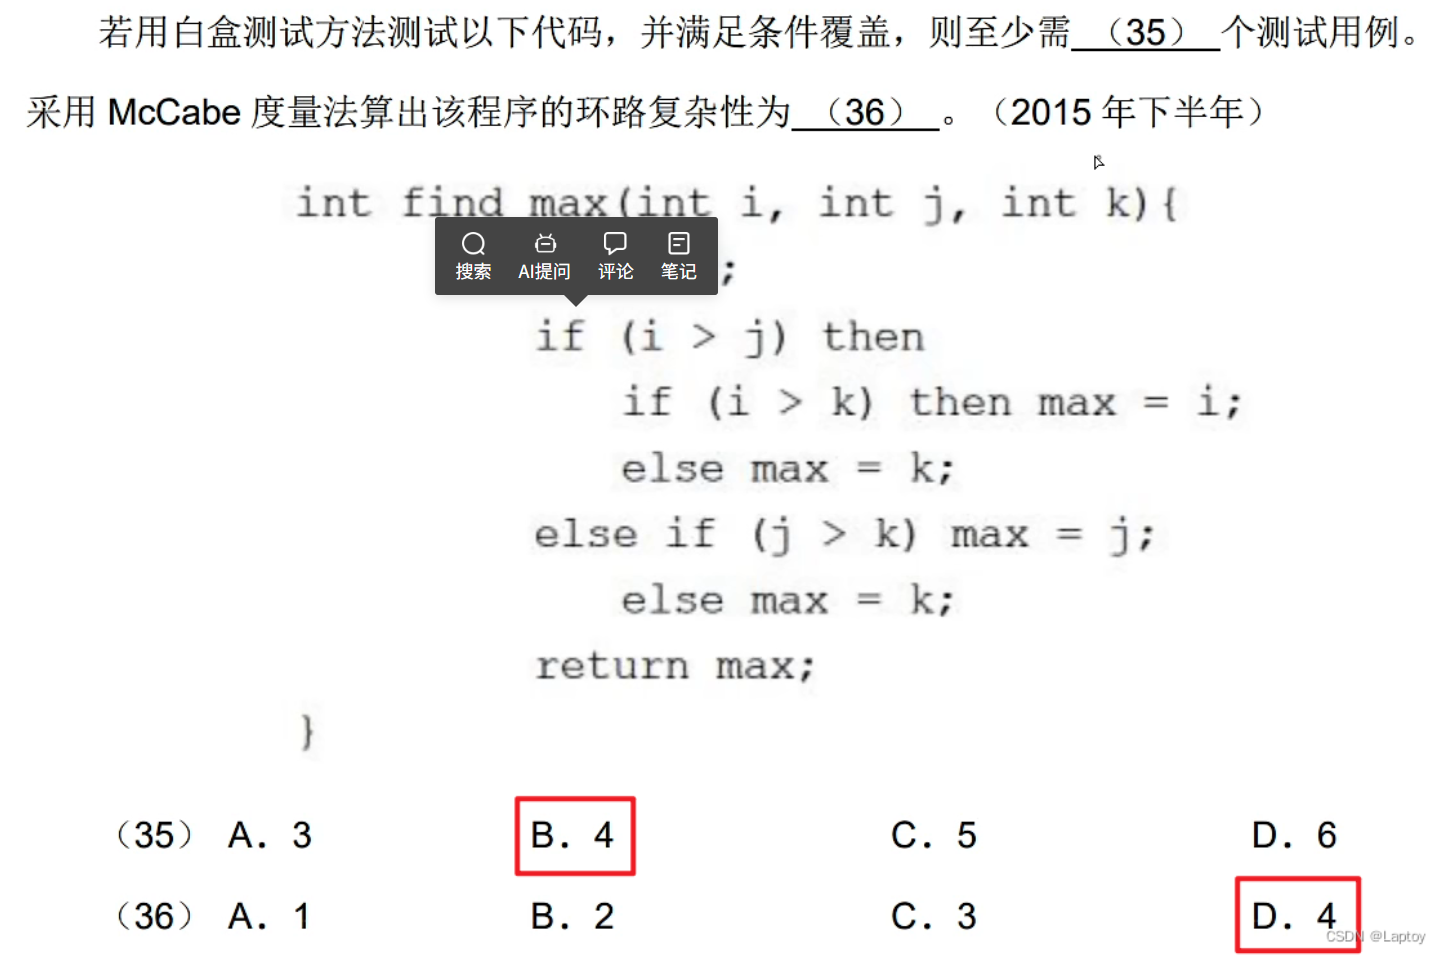 若用白盒测试方法测试以下代码，并满足条件覆盖，则至少需（35）个测试用例。
采用 McCabe 度量法算出该程序的环路复杂性为（36）。（2015 年下半年）
int find_max(int i, int j, int k){
搜索 AI提问 评论 笔记
;
if (i > j) then
if (i > k) then max = i;
else max = k;
else if (j > k) max = j;
else max = k;
return max;
}
（35） A. 3 B. 4 C. 5 D. 6
（36） A. 1 B. 2 C. 3 D. 4
CSDN @Laptoy